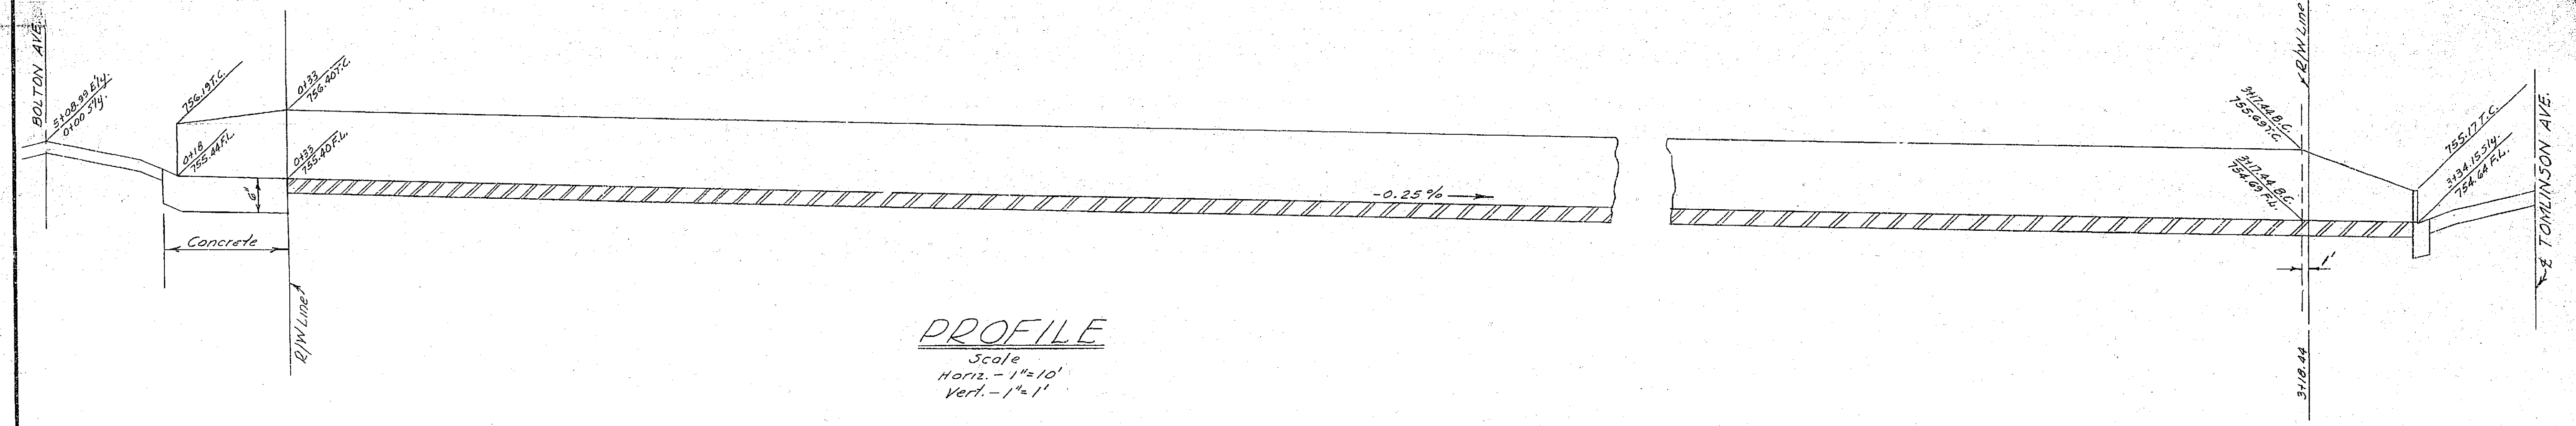 BOLTON AVE.
5+08.99 E'ly.
0+00 S'ly.
756.19 T.C.
0+18
755.44 F.L.
0+33
756.40 T.C.
0+33
755.40 F.L.
6"
Concrete
R/W Line
-0.25%
PROFILE
Scale
Horiz. - 1"=10'
Vert. - 1"=1'
R/W Line
3+17.44 B.C.
755.69 T.C.
3+17.44 B.C.
754.69 F.L.
1'
3+18.44
755.17 T.C.
3+34.15 S'ly.
754.64 F.L.
℄ TOMLINSON AVE.